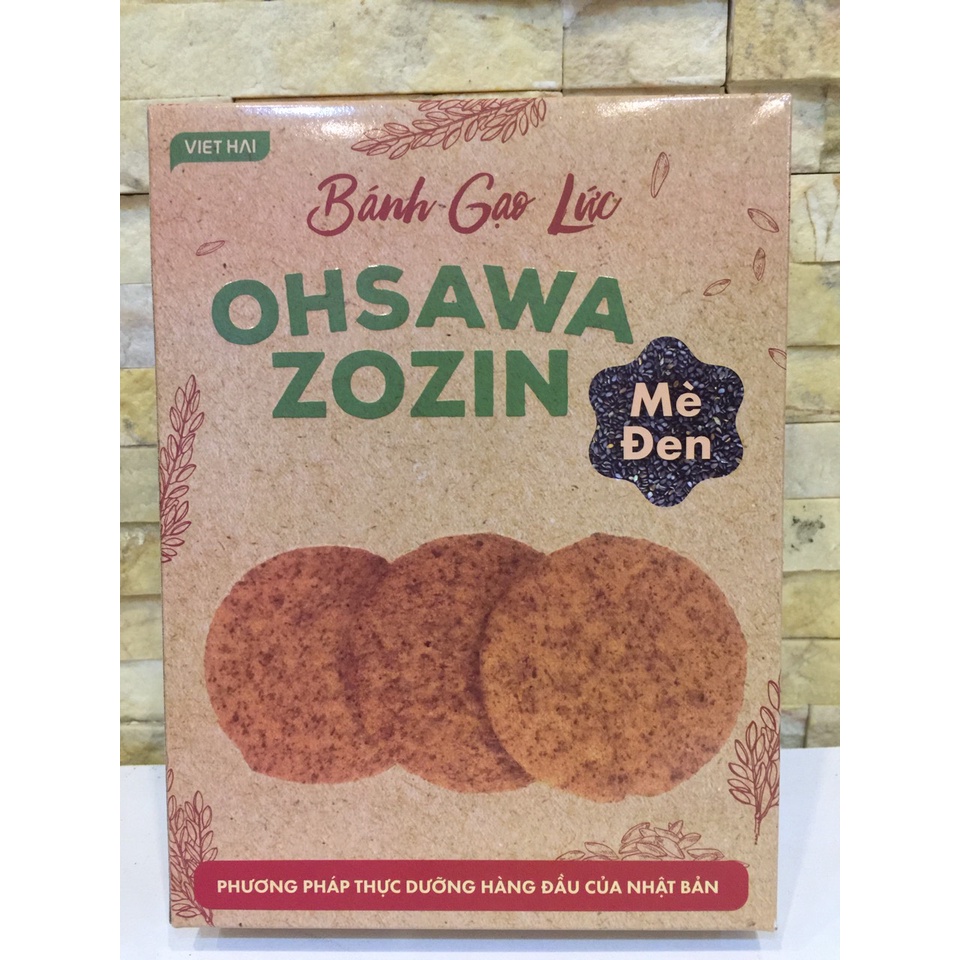 VIET HAI
Bánh Gạo Lức
OHSAWA
ZOZIN
Mè
Đen
PHƯƠNG PHÁP THỰC DƯỠNG HÀNG ĐẦU CỦA NHẬT BẢN